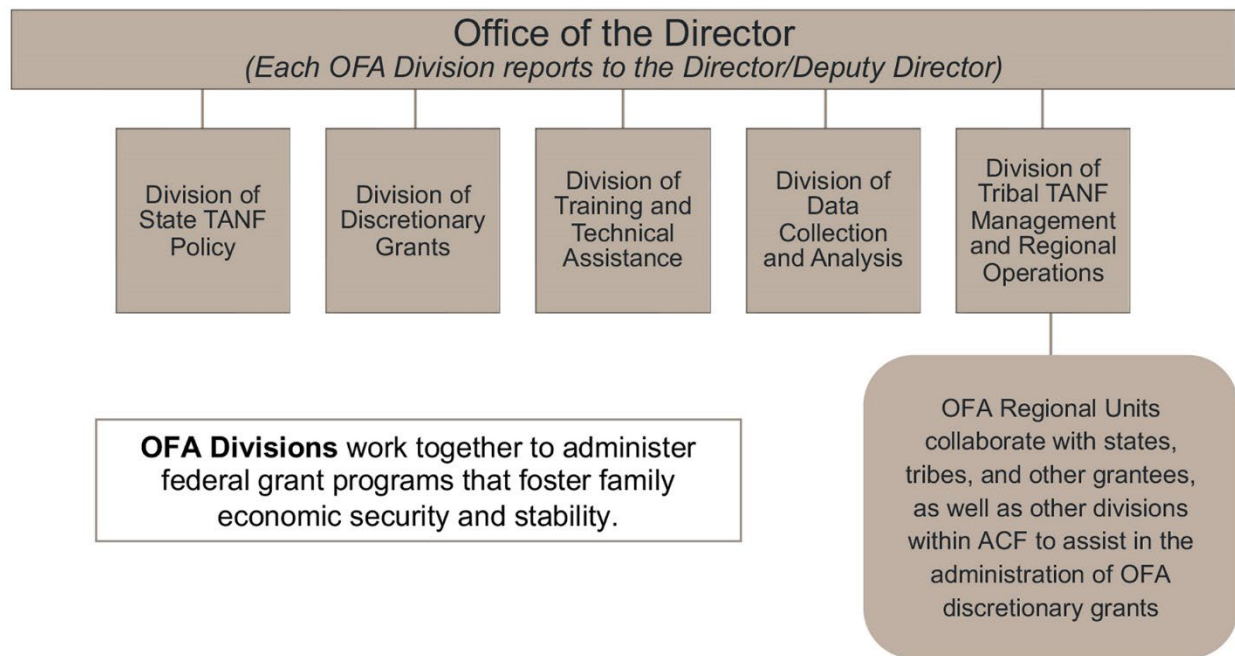 Office of the Director
(Each OFA Division reports to the Director/Deputy Director)
Division of
State TANF
Policy
Division of
Discretionary
Grants
Division of
Training and
Technical
Assistance
Division of
Data
Collection
and Analysis
Division of
Tribal TANF
Management
and Regional
Operations
OFA Divisions work together to administer
federal grant programs that foster family
economic security and stability.
OFA Regional Units
collaborate with states,
tribes, and other grantees,
as well as other divisions
within ACF to assist in the
administration of OFA
discretionary grants